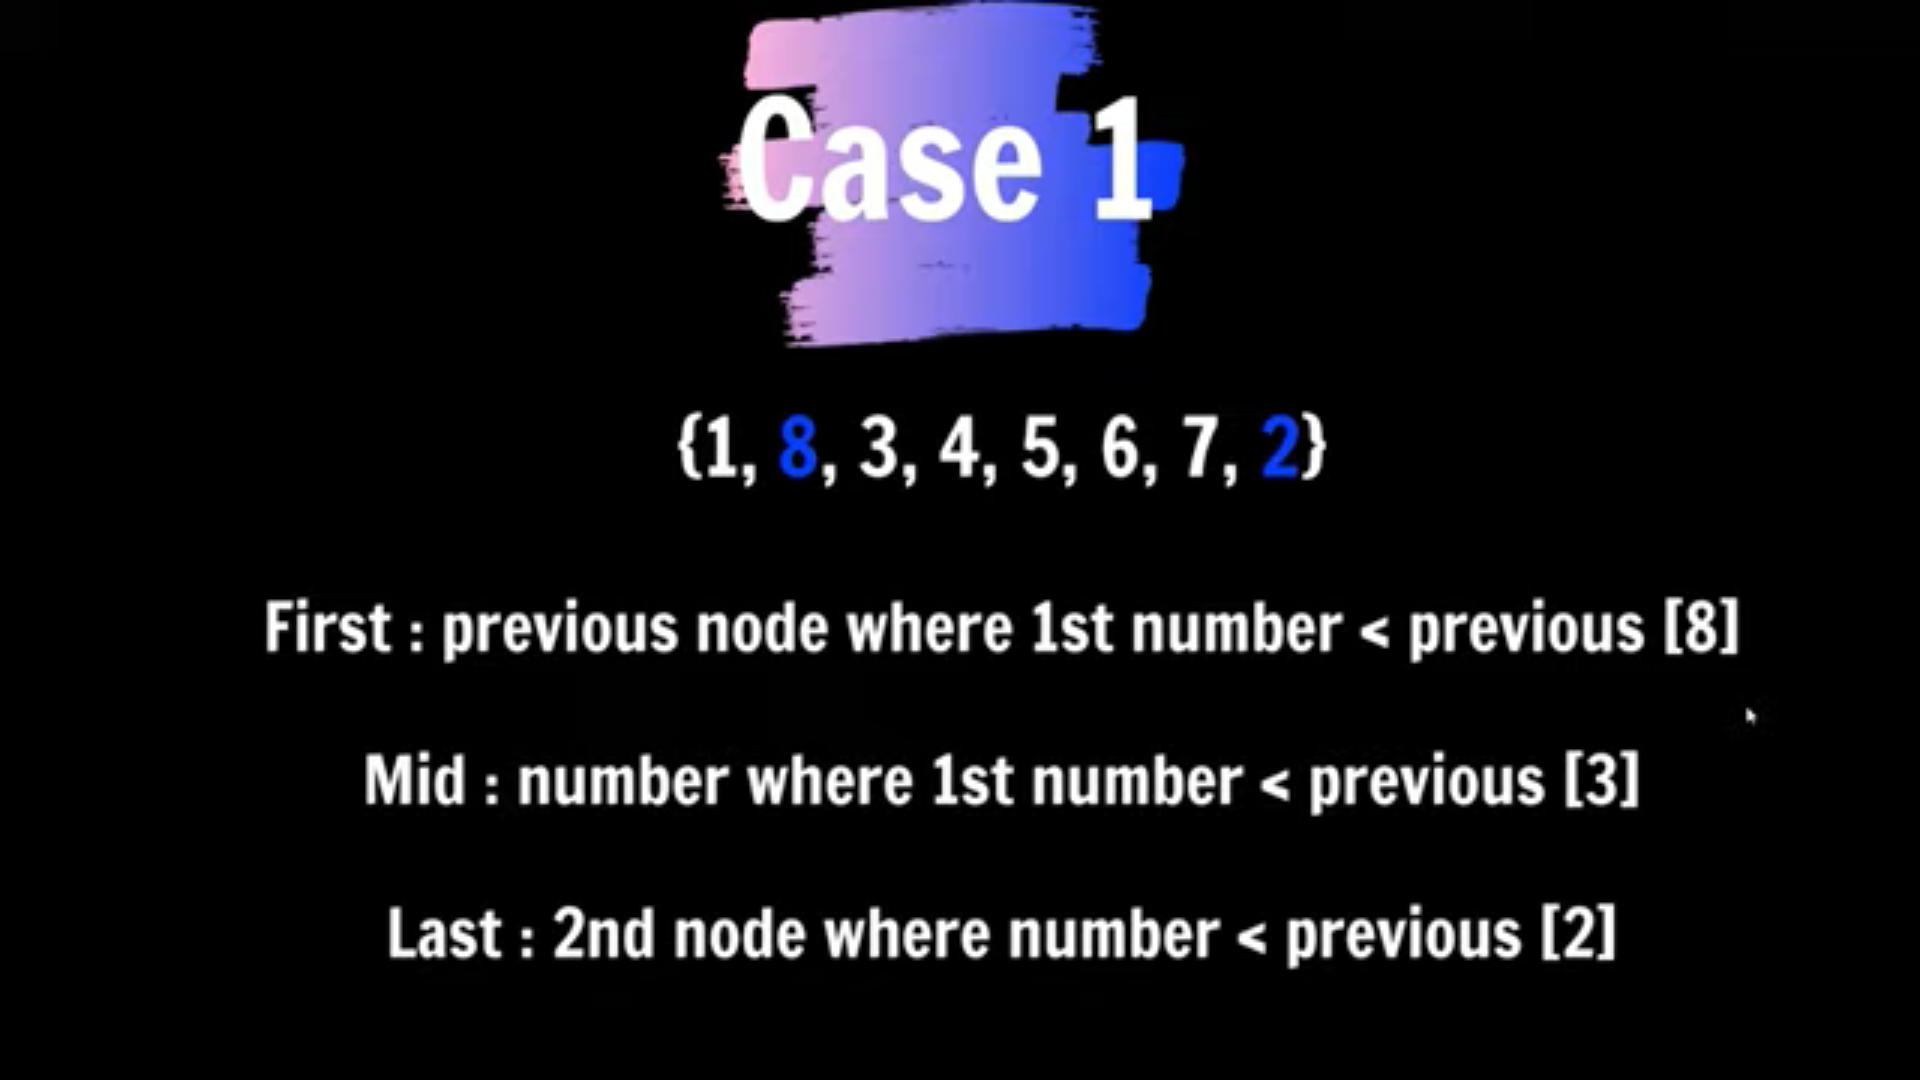 Case 1
{1, 8, 3, 4, 5, 6, 7, 2}
First : previous node where 1st number < previous [8]
Mid : number where 1st number < previous [3]
Last : 2nd node where number < previous [2]